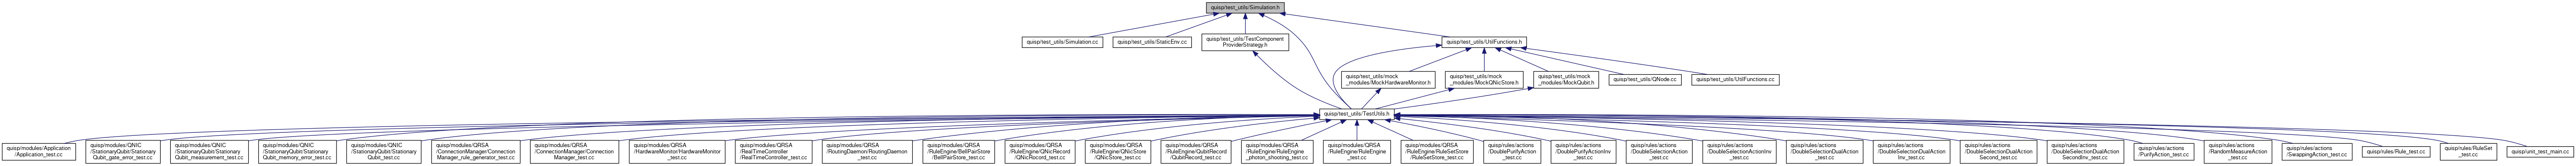 quisp/test_utils/Simulation.h
quisp/test_utils/Simulation.cc
quisp/test_utils/StaticEnv.cc
quisp/test_utils/TestComponent
ProviderStrategy.h
quisp/test_utils/UtilFunctions.h
quisp/test_utils/mock
_modules/MockHardwareMonitor.h
quisp/test_utils/mock
_modules/MockQNicStore.h
quisp/test_utils/mock
_modules/MockQubit.h
quisp/test_utils/QNode.cc
quisp/test_utils/UtilFunctions.cc
quisp/test_utils/TestUtils.h
quisp/modules/Application
/Application_test.cc
quisp/modules/QNIC
/StationaryQubit/Stationary
Qubit_gate_error_test.cc
quisp/modules/QNIC
/StationaryQubit/Stationary
Qubit_measurement_test.cc
quisp/modules/QNIC
/StationaryQubit/Stationary
Qubit_memory_error_test.cc
quisp/modules/QNIC
/StationaryQubit/Stationary
Qubit_test.cc
quisp/modules/QRSA
/ConnectionManager/Connection
Manager_rule_generator_test.cc
quisp/modules/QRSA
/ConnectionManager/Connection
Manager_test.cc
quisp/modules/QRSA
/HardwareMonitor/HardwareMonitor
_test.cc
quisp/modules/QRSA
/RealTimeController
/RealTimeController_test.cc
quisp/modules/QRSA
/RoutingDaemon/RoutingDaemon
_test.cc
quisp/modules/QRSA
/RuleEngine/BellPairStore
/BellPairStore_test.cc
quisp/modules/QRSA
/RuleEngine/QNicRecord
/QNicRocord_test.cc
quisp/modules/QRSA
/RuleEngine/QNicStore
/QNicStore_test.cc
quisp/modules/QRSA
/RuleEngine/QubitRecord
/QubitRecord_test.cc
quisp/modules/QRSA
/RuleEngine/RuleEngine
_photon_shooting_test.cc
quisp/modules/QRSA
/RuleEngine/RuleEngine
_test.cc
quisp/modules/QRSA
/RuleEngine/RuleSetStore
/RuleSetStore_test.cc
quisp/rules/actions
/DoublePurifyAction
_test.cc
quisp/rules/actions
/DoublePurifyActionInv
_test.cc
quisp/rules/actions
/DoubleSelectionAction
_test.cc
quisp/rules/actions
/DoubleSelectionActionInv
_test.cc
quisp/rules/actions
/DoubleSelectionDualAction
_test.cc
quisp/rules/actions
/DoubleSelectionDualAction
Inv_test.cc
quisp/rules/actions
/DoubleSelectionDualAction
Second_test.cc
quisp/rules/actions
/DoubleSelectionDualAction
SecondInv_test.cc
quisp/rules/actions
/PurifyAction_test.cc
quisp/rules/actions
/RandomMeasureAction
_test.cc
quisp/rules/actions
/SwappingAction_test.cc
quisp/rules/Rule_test.cc
quisp/rules/RuleSet
_test.cc
quisp/unit_test_main.cc